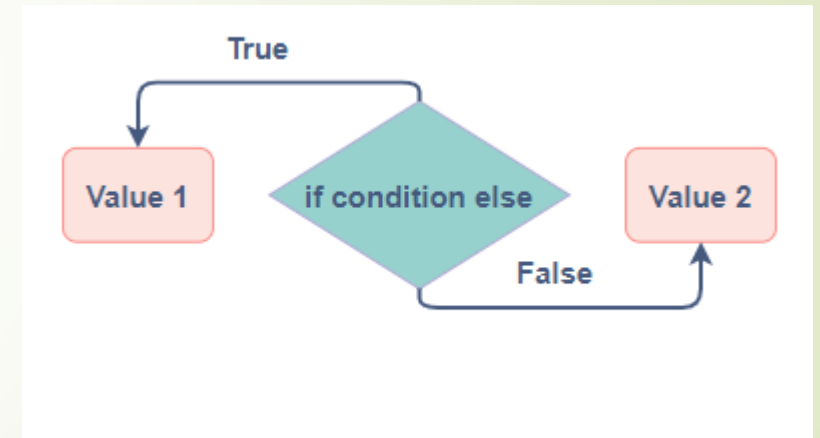 True
Value 1
if condition else
Value 2
False